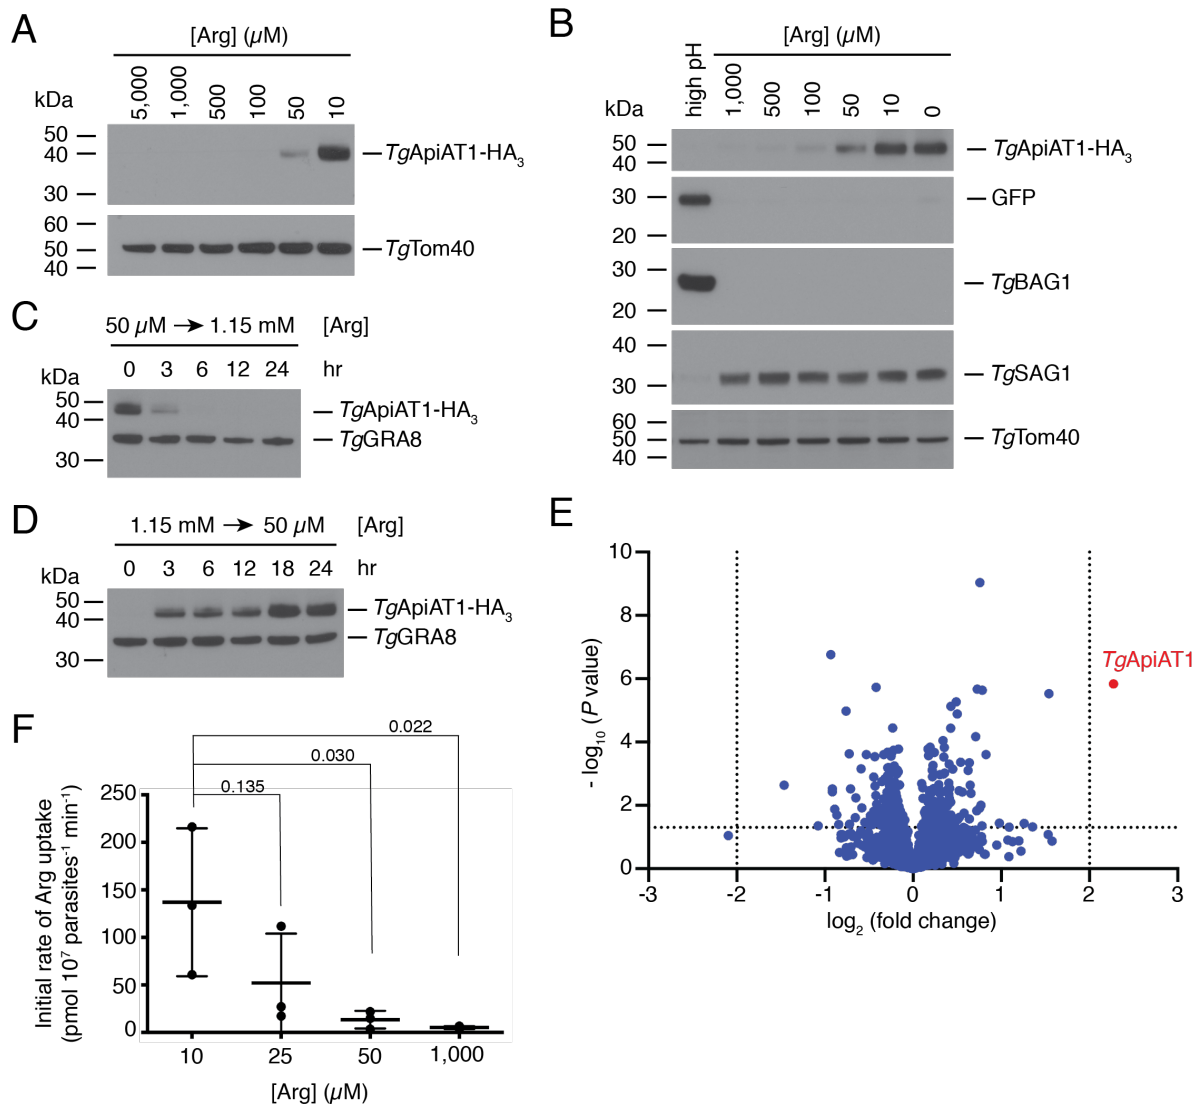 A
[Arg] (µM)
5,000 1,000 500 100 50 10
kDa
50
40
30
TgApiAT1-HA3
60
50
40
TgTom40
B
[Arg] (µM)
high pH 1,000 500 100 50 10 0
kDa
50
40
TgApiAT1-HA3
30
20
GFP
30
20
TgBAG1
40
30
TgSAG1
60
50
40
TgTom40
C
50 µM → 1.15 mM [Arg]
0 3 6 12 24 hr
kDa
50
40
30
TgApiAT1-HA3
TgGRA8
D
1.15 mM → 50 µM [Arg]
0 3 6 12 18 24 hr
kDa
50
40
30
TgApiAT1-HA3
TgGRA8
E
10
8
6
4
2
0
- log10 (P value)
TgApiAT1
-3 -2 -1 0 1 2 3
log2 (fold change)
F
0.022
0.030
0.135
250
200
150
100
50
0
Initial rate of Arg uptake
(pmol 10⁷ parasites⁻¹ min⁻¹)
10 25 50 1,000
[Arg] (µM)